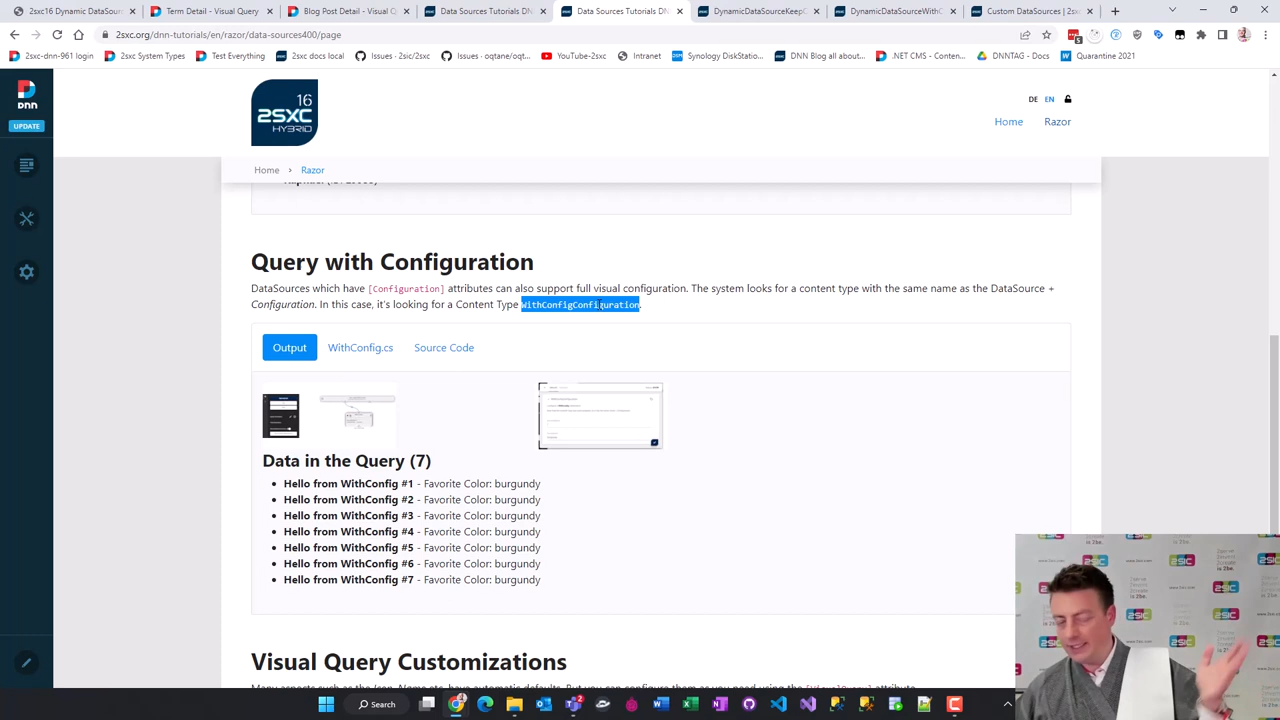 2sxc16 Dynamic DataSour
Term Detail - Visual Query
Blog Post Detail - Visual Q
Data Sources Tutorials DN
Data Sources Tutorials DN
DynamicDataSourceKeepC
DynamicDataSourceWithC
Custom DataSources | 2sx
2sxc.org/dnn-tutorials/en/razor/data-sources400/page
2sxc-dnn-961 login
2sxc System Types
Test Everything
2sxc docs local
Issues · 2sic/2sxc
Issues · oqtane/oqt...
YouTube-2sxc
Intranet
Synology DiskStatio...
DNN Blog all about...
.NET CMS - Conten...
DNNTAG - Docs
Quarantine 2021
DNN
UPDATE
16
2SXC
HYBRID
DE EN
Home Razor
Home › Razor
Query with Configuration
DataSources which have [Configuration] attributes can also support full visual configuration. The system looks for a content type with the same name as the DataSource +
Configuration. In this case, it's looking for a Content Type WithConfigConfiguration.
Output WithConfig.cs Source Code
Data in the Query (7)
Hello from WithConfig #1 - Favorite Color: burgundy
Hello from WithConfig #2 - Favorite Color: burgundy
Hello from WithConfig #3 - Favorite Color: burgundy
Hello from WithConfig #4 - Favorite Color: burgundy
Hello from WithConfig #5 - Favorite Color: burgundy
Hello from WithConfig #6 - Favorite Color: burgundy
Hello from WithConfig #7 - Favorite Color: burgundy
Visual Query Customizations
Search